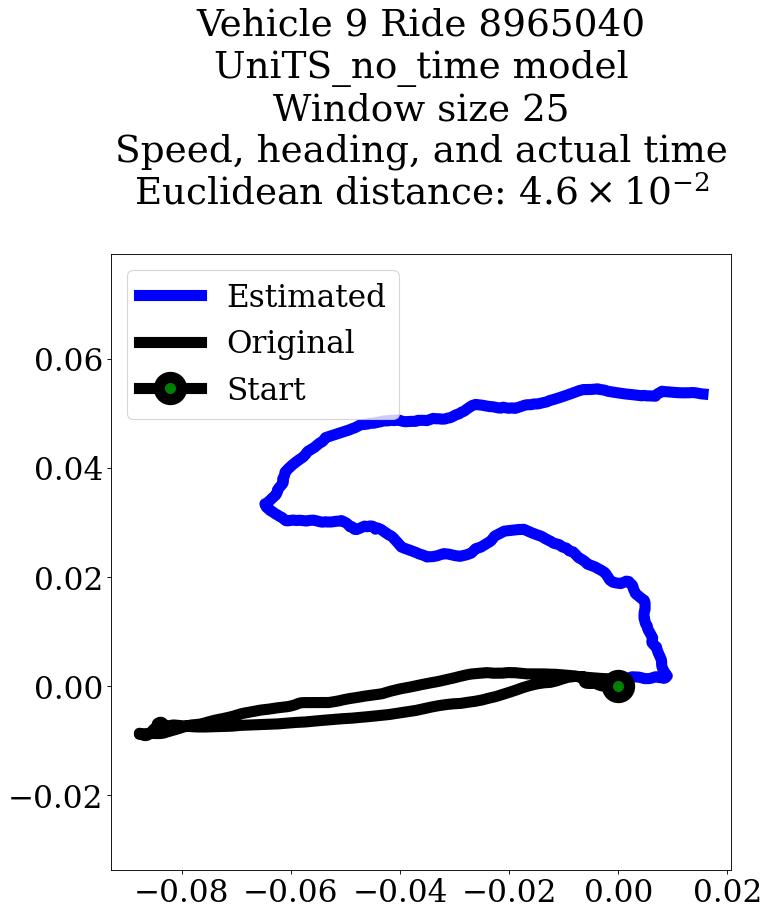 Vehicle 9 Ride 8965040
UniTS_no_time model
Window size 25
Speed, heading, and actual time
Euclidean distance: 4.6 × 10⁻²
Estimated
Original
Start
0.06
0.04
0.02
0.00
−0.02
−0.08 −0.06 −0.04 −0.02 0.00 0.02